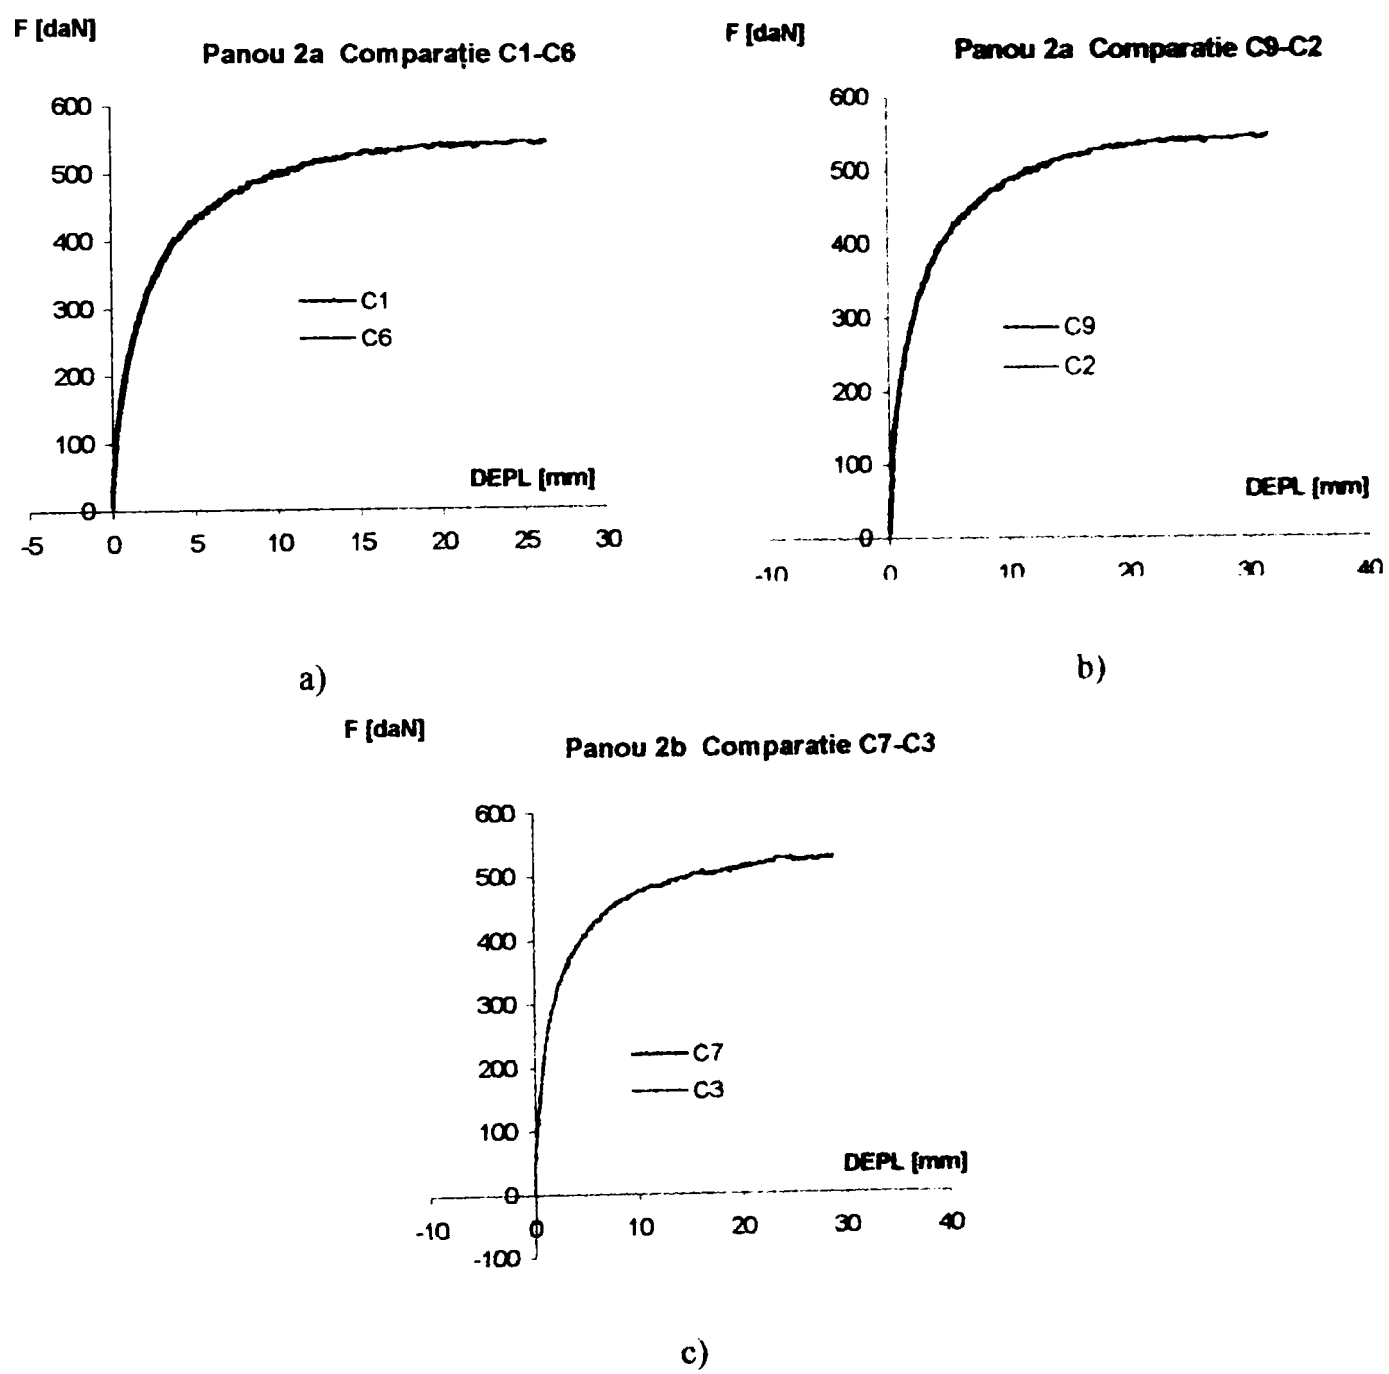 F [daN]
Panou 2a Comparație C1-C6
600
500
400
300
200
100
0
C1
C6
DEPL [mm]
-5 0 5 10 15 20 25 30
a)
F [daN]
Panou 2a Comparatie C9-C2
600
500
400
300
200
100
0
C9
C2
DEPL [mm]
-10 0 10 20 30 40
b)
F [daN]
Panou 2b Comparatie C7-C3
600
500
400
300
200
100
0
-100
C7
C3
DEPL [mm]
-10 0 10 20 30 40
c)